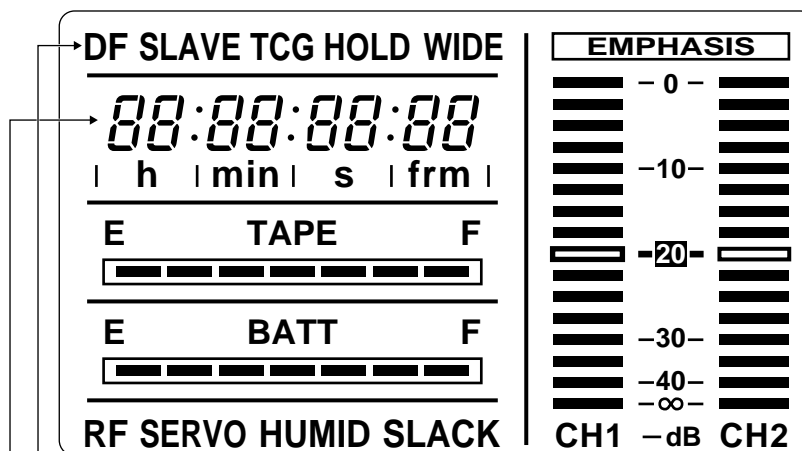 DF SLAVE TCG HOLD WIDE
88:88:88:88
h min s frm
E TAPE F
E BATT F
RF SERVO HUMID SLACK
EMPHASIS
– 0 –
–10–
–20–
–30–
–40–
–∞–
CH1 –dB CH2